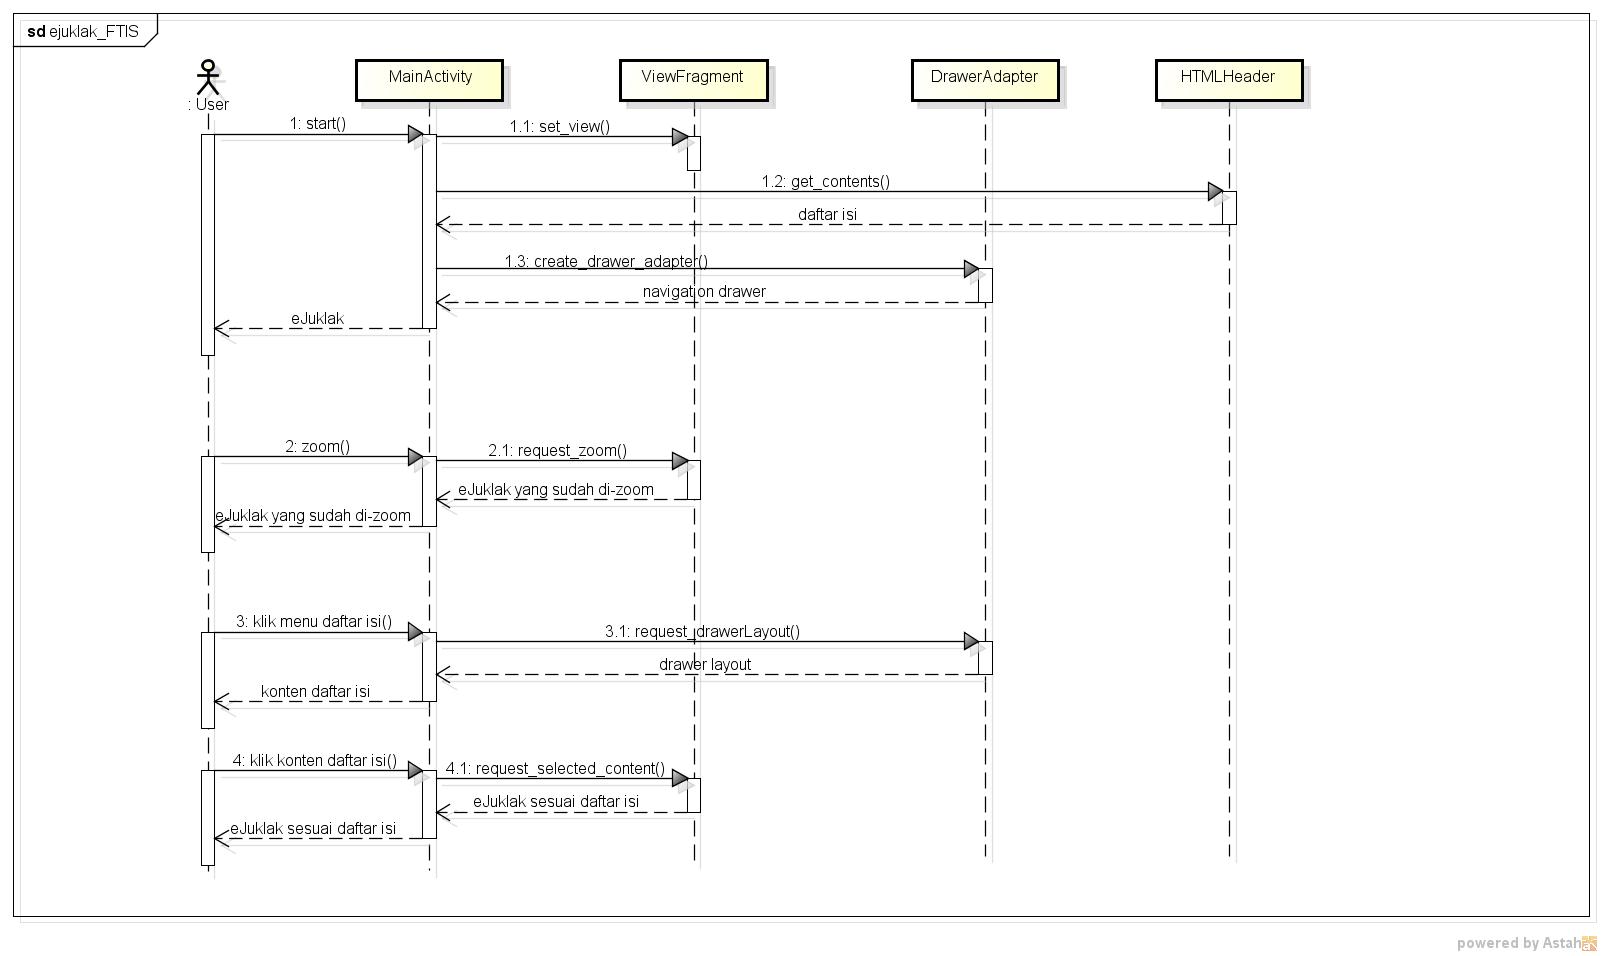 sd ejuklak_FTIS
: User
MainActivity
ViewFragment
DrawerAdapter
HTMLHeader
1: start()
1.1: set_view()
1.2: get_contents()
daftar isi
1.3: create_drawer_adapter()
navigation drawer
eJuklak
2: zoom()
2.1: request_zoom()
eJuklak yang sudah di-zoom
eJuklak yang sudah di-zoom
3: klik menu daftar isi()
3.1: request_drawerLayout()
drawer layout
konten daftar isi
4: klik konten daftar isi()
4.1: request_selected_content()
eJuklak sesuai daftar isi
eJuklak sesuai daftar isi
powered by Astah